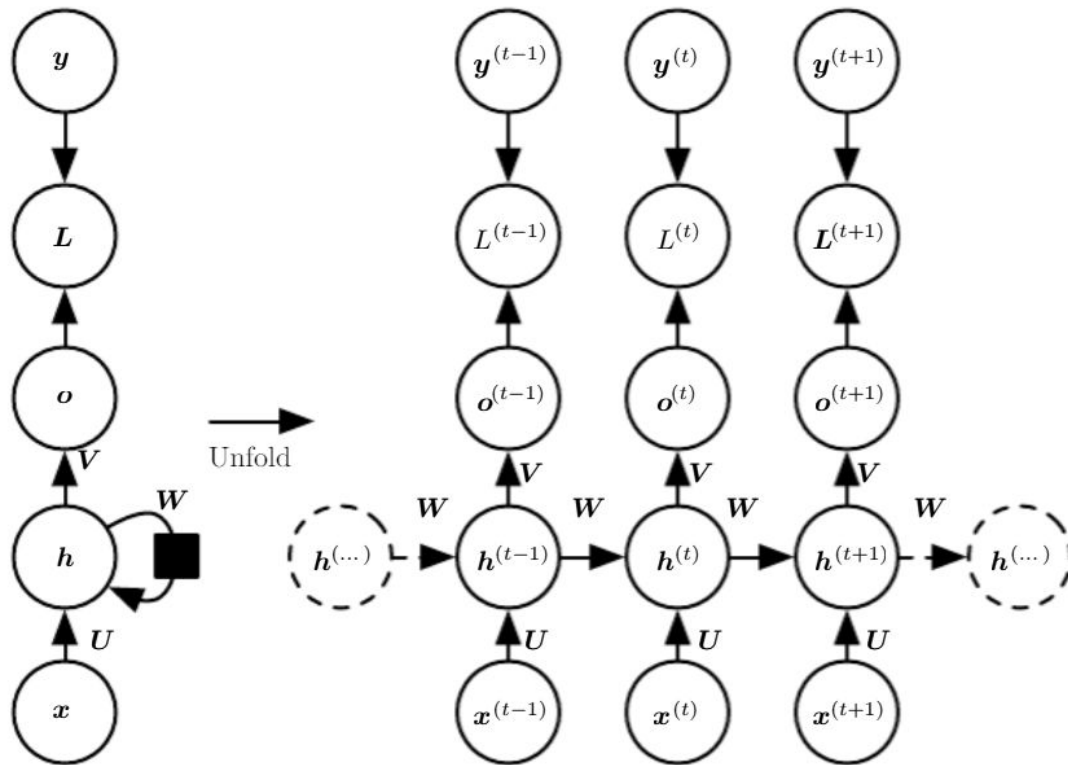 y y^(t−1) y^(t) y^(t+1)
L L^(t−1) L^(t) L^(t+1)
o o^(t−1) o^(t) o^(t+1)
Unfold
V V V V
W W W W W
h h^(...) h^(t−1) h^(t) h^(t+1) h^(...)
U U U U
x x^(t−1) x^(t) x^(t+1)